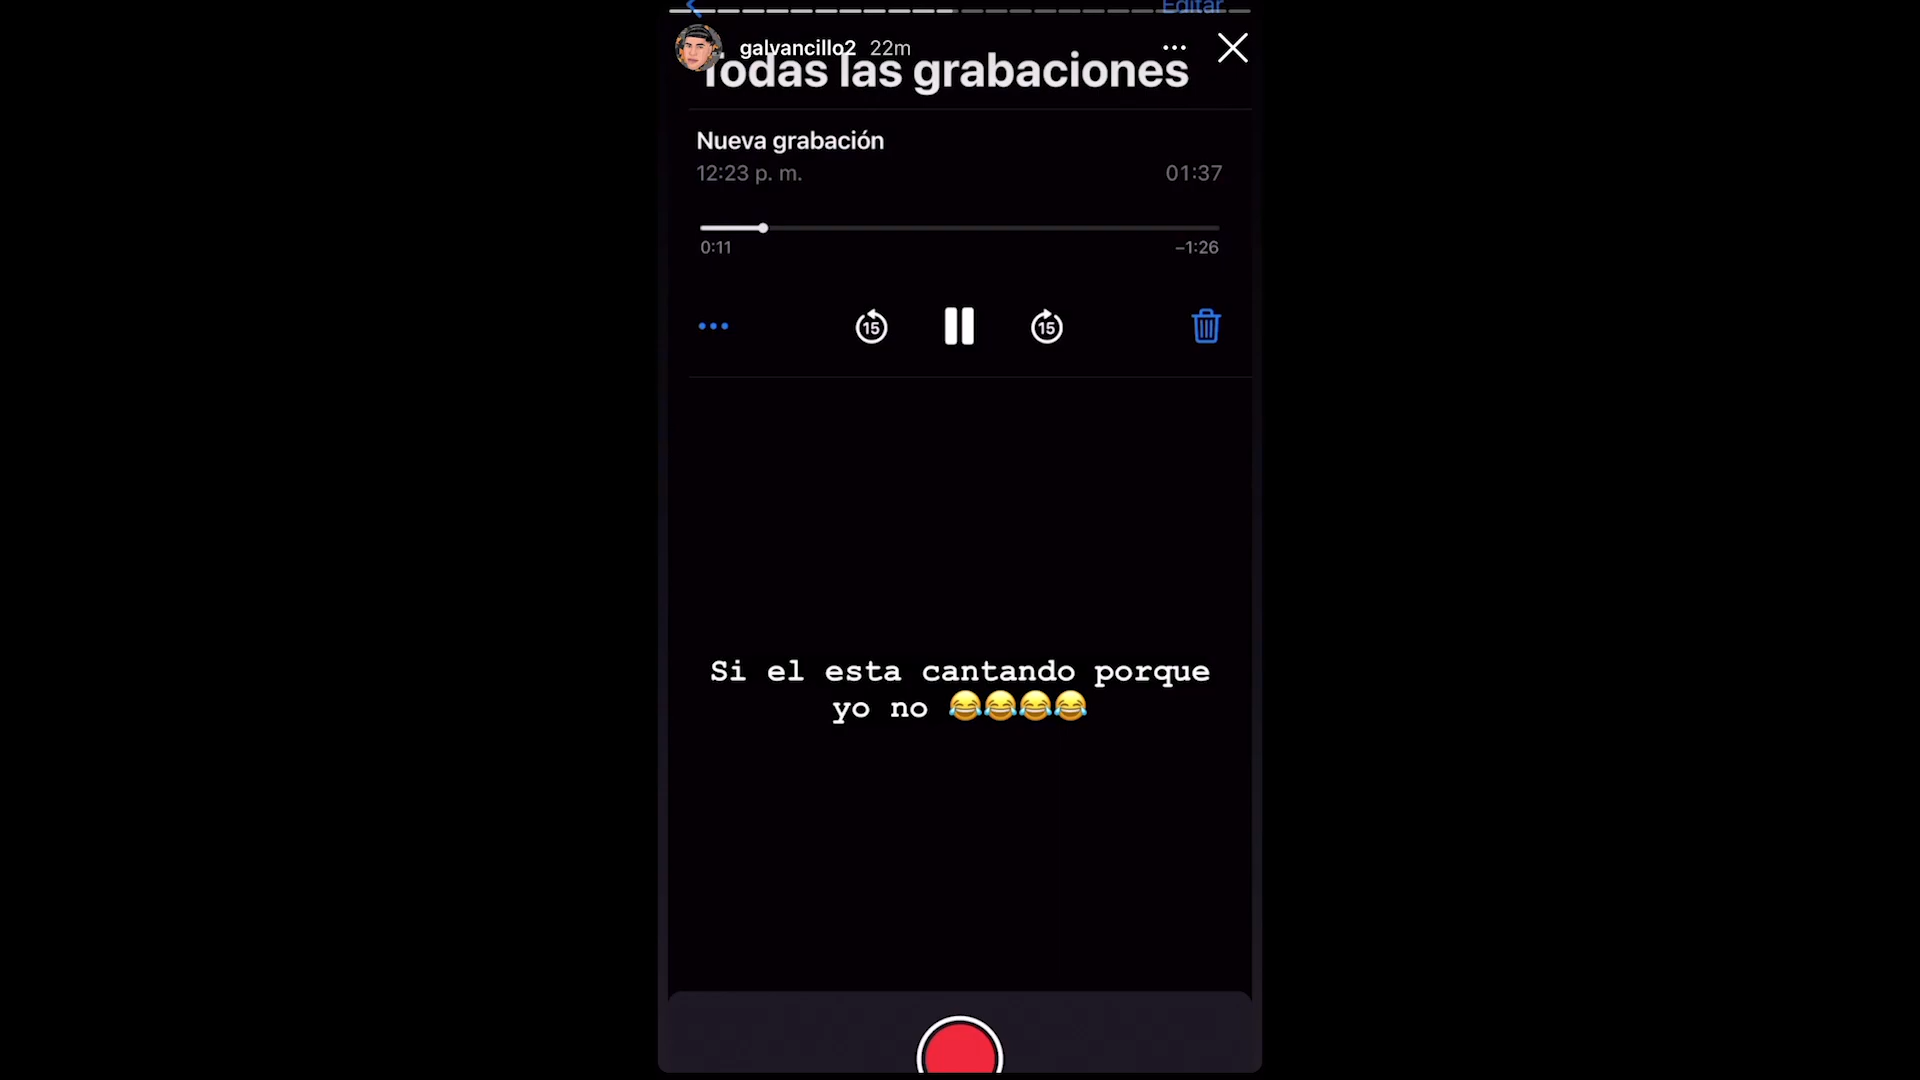 Editar
galvancillo2 22m
Todas las grabaciones
Nueva grabación
12:23 p. m. 01:37
0:11 –1:26
15 15
Si el esta cantando porque
yo no 😂😂😂😂